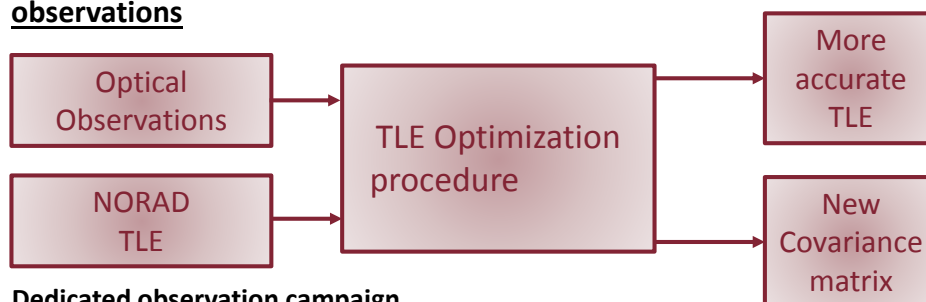 observations
Optical
Observations
NORAD
TLE
TLE Optimization
procedure
More
accurate
TLE
New
Covariance
matrix
Dedicated observation campaign